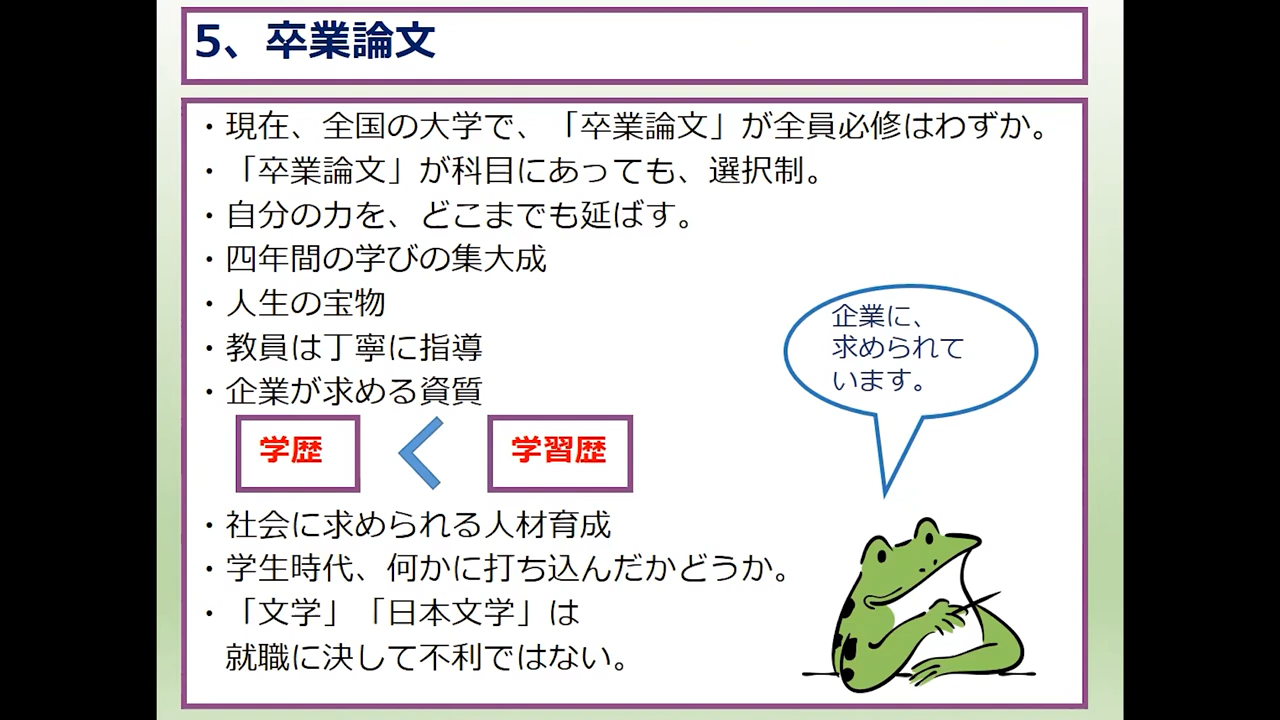 5、卒業論文
・現在、全国の大学で、「卒業論文」が全員必修はわずか。
・「卒業論文」が科目にあっても、選択制。
・自分の力を、どこまでも延ばす。
・四年間の学びの集大成
・人生の宝物
・教員は丁寧に指導
・企業が求める資質
学歴 < 学習歴
・社会に求められる人材育成
・学生時代、何かに打ち込んだかどうか。
・「文学」「日本文学」は
就職に決して不利ではない。
企業に、
求められて
います。